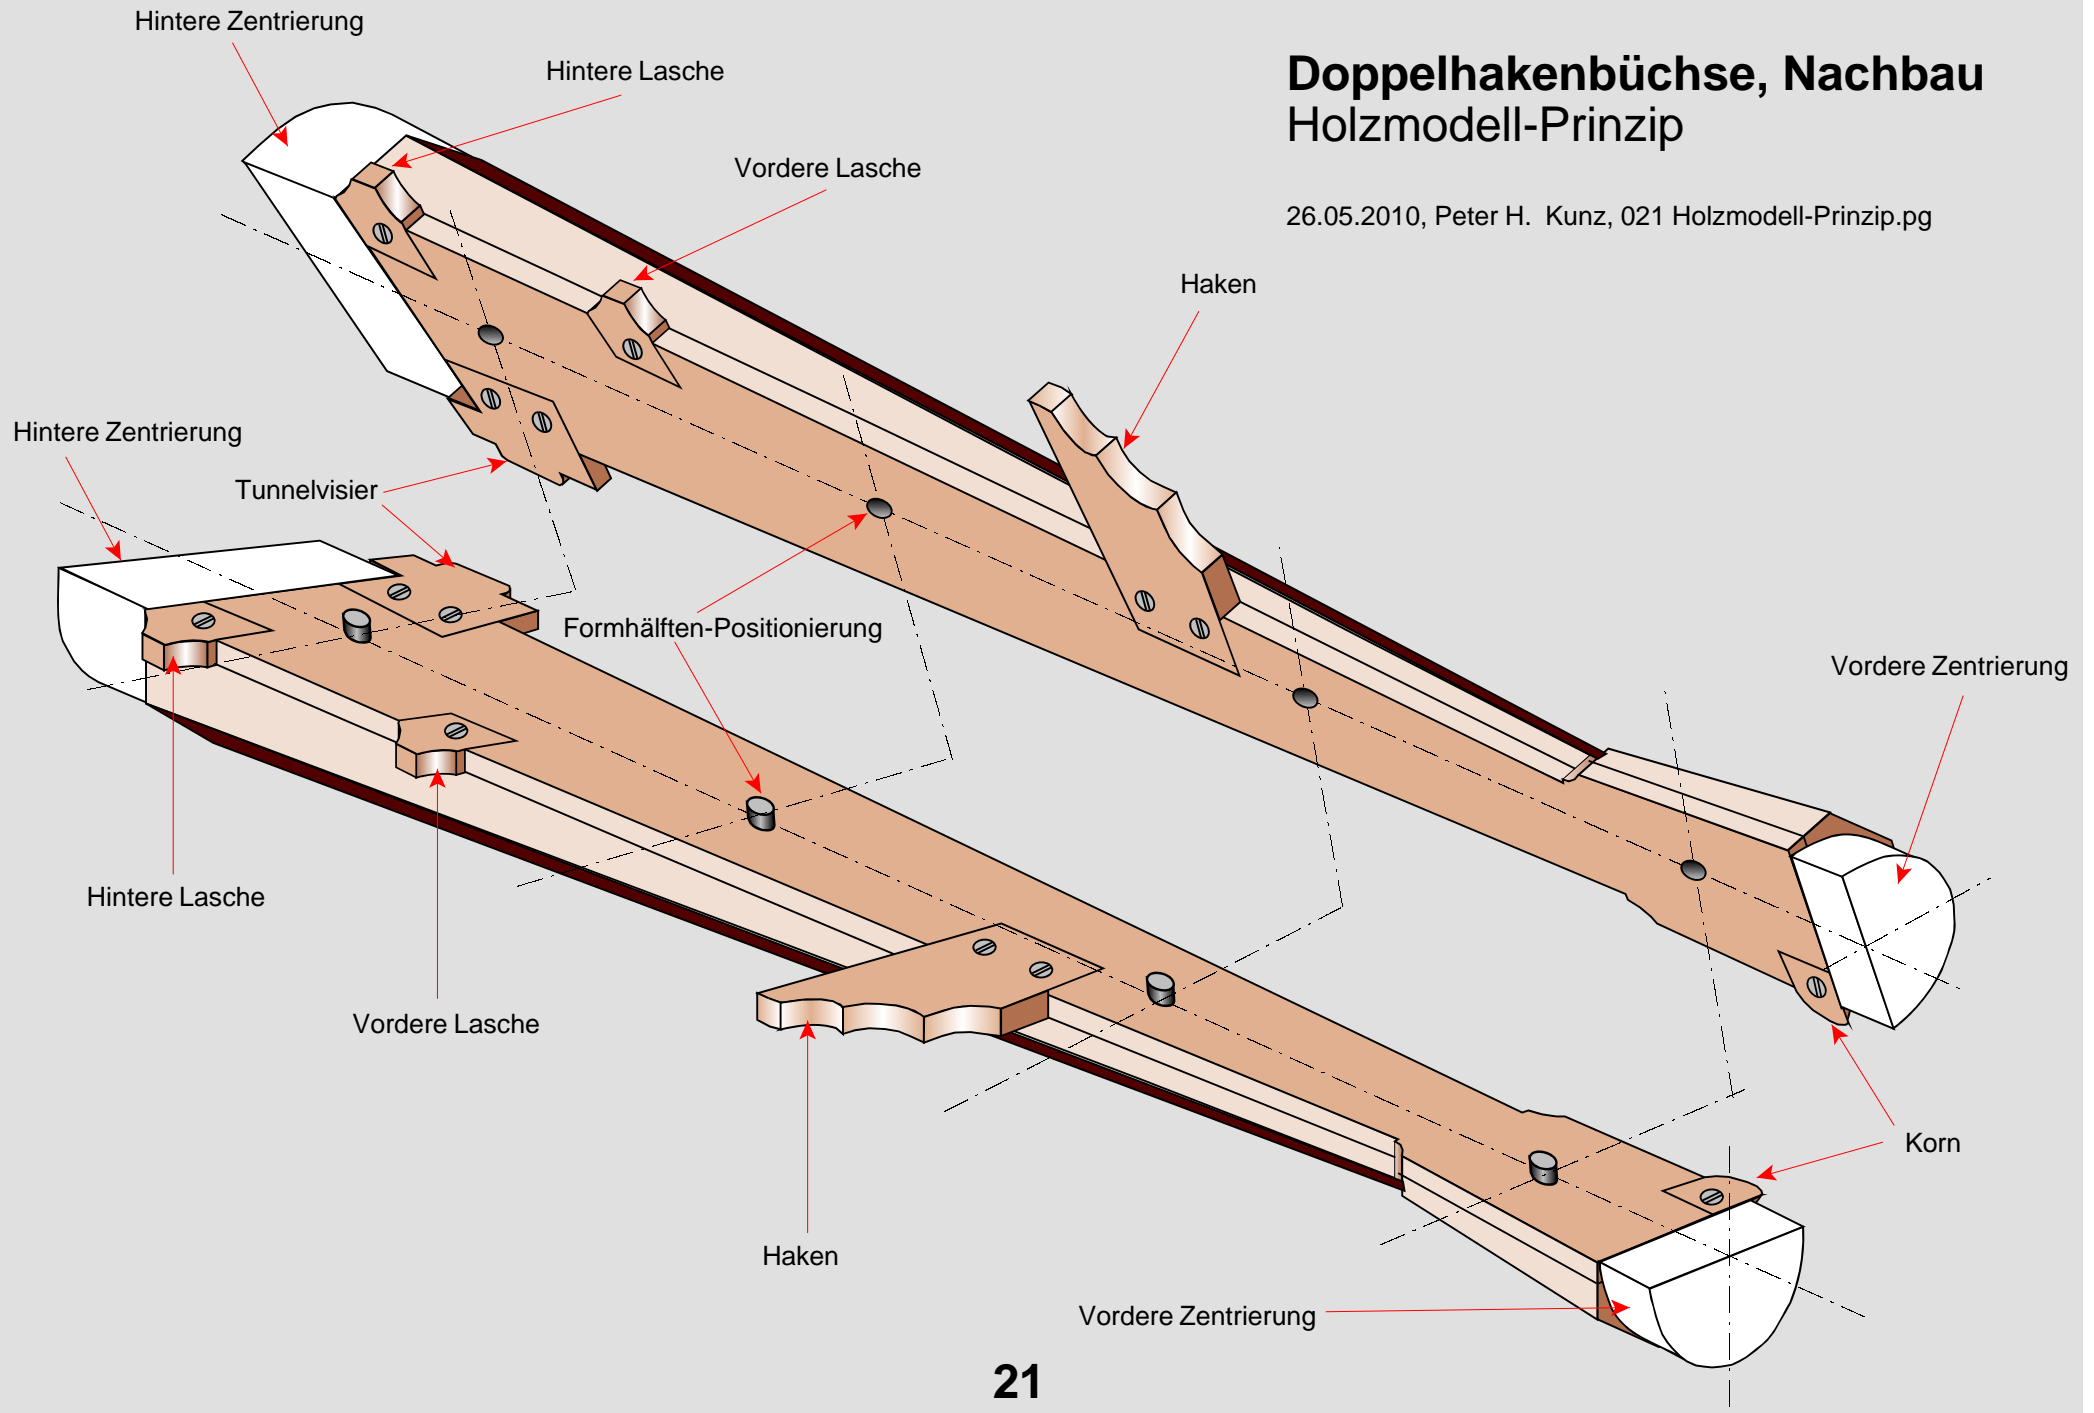 Hintere Zentrierung
Hintere Lasche
Doppelhakenbüchse, Nachbau
Holzmodell-Prinzip
Vordere Lasche
26.05.2010, Peter H. Kunz, 021 Holzmodell-Prinzip.pg
Haken
Hintere Zentrierung
Tunnelvisier
Formhälften-Positionierung
Vordere Zentrierung
Hintere Lasche
Vordere Lasche
Korn
Haken
Vordere Zentrierung
21